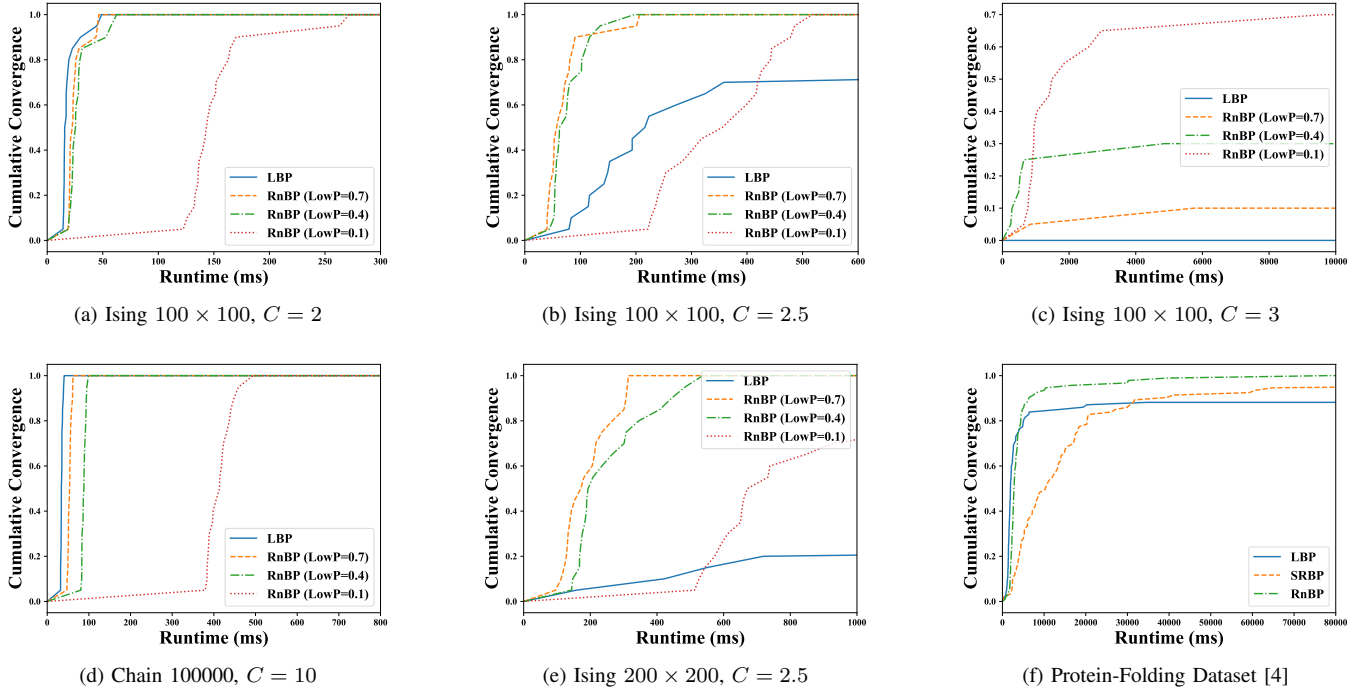 Cumulative Convergence
1.0
0.8
0.6
0.4
0.2
0.0
0 50 100 150 200 250 300
Runtime (ms)
LBP
RnBP (LowP=0.7)
RnBP (LowP=0.4)
RnBP (LowP=0.1)
(a) Ising 100 × 100, C = 2
Cumulative Convergence
1.0
0.8
0.6
0.4
0.2
0.0
0 100 200 300 400 500 600
Runtime (ms)
LBP
RnBP (LowP=0.7)
RnBP (LowP=0.4)
RnBP (LowP=0.1)
(b) Ising 100 × 100, C = 2.5
Cumulative Convergence
0.7
0.6
0.5
0.4
0.3
0.2
0.1
0.0
0 2000 4000 6000 8000 10000
Runtime (ms)
LBP
RnBP (LowP=0.7)
RnBP (LowP=0.4)
RnBP (LowP=0.1)
(c) Ising 100 × 100, C = 3
Cumulative Convergence
1.0
0.8
0.6
0.4
0.2
0.0
0 100 200 300 400 500 600 700 800
Runtime (ms)
LBP
RnBP (LowP=0.7)
RnBP (LowP=0.4)
RnBP (LowP=0.1)
(d) Chain 100000, C = 10
Cumulative Convergence
1.0
0.8
0.6
0.4
0.2
0.0
0 200 400 600 800 1000
Runtime (ms)
LBP
RnBP (LowP=0.7)
RnBP (LowP=0.4)
RnBP (LowP=0.1)
(e) Ising 200 × 200, C = 2.5
Cumulative Convergence
1.0
0.8
0.6
0.4
0.2
0.0
0 10000 20000 30000 40000 50000 60000 70000 80000
Runtime (ms)
LBP
SRBP
RnBP
(f) Protein-Folding Dataset [4]